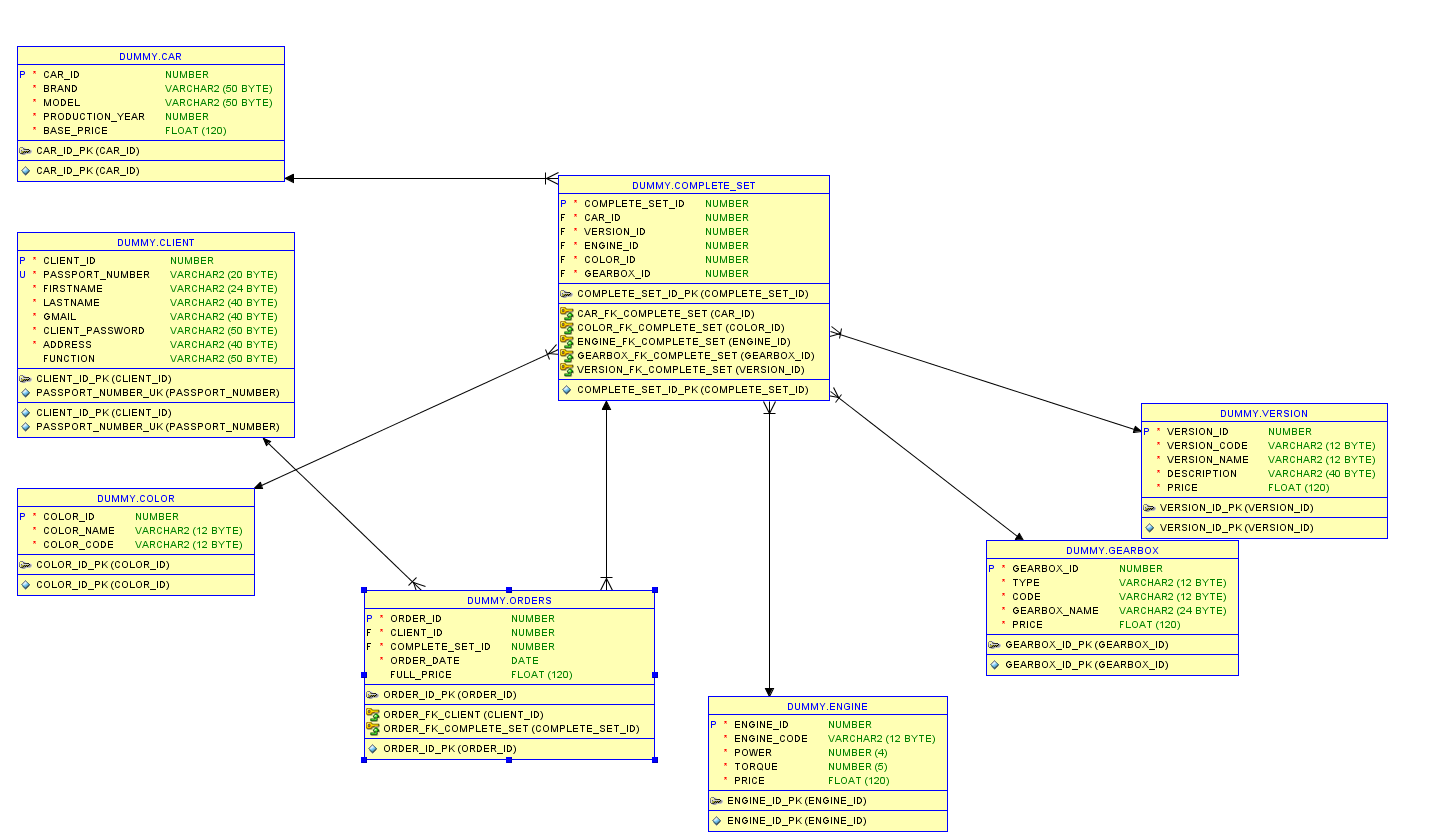 DUMMY.CAR
P * CAR_ID NUMBER
* BRAND VARCHAR2 (50 BYTE)
* MODEL VARCHAR2 (50 BYTE)
* PRODUCTION_YEAR NUMBER
* BASE_PRICE FLOAT (120)
CAR_ID_PK (CAR_ID)
CAR_ID_PK (CAR_ID)
DUMMY.COMPLETE_SET
P * COMPLETE_SET_ID NUMBER
F * CAR_ID NUMBER
F * VERSION_ID NUMBER
F * ENGINE_ID NUMBER
F * COLOR_ID NUMBER
F * GEARBOX_ID NUMBER
COMPLETE_SET_ID_PK (COMPLETE_SET_ID)
CAR_FK_COMPLETE_SET (CAR_ID)
COLOR_FK_COMPLETE_SET (COLOR_ID)
ENGINE_FK_COMPLETE_SET (ENGINE_ID)
GEARBOX_FK_COMPLETE_SET (GEARBOX_ID)
VERSION_FK_COMPLETE_SET (VERSION_ID)
COMPLETE_SET_ID_PK (COMPLETE_SET_ID)
DUMMY.CLIENT
P * CLIENT_ID NUMBER
U * PASSPORT_NUMBER VARCHAR2 (20 BYTE)
* FIRSTNAME VARCHAR2 (24 BYTE)
* LASTNAME VARCHAR2 (40 BYTE)
* GMAIL VARCHAR2 (40 BYTE)
* CLIENT_PASSWORD VARCHAR2 (50 BYTE)
* ADDRESS VARCHAR2 (40 BYTE)
FUNCTION VARCHAR2 (50 BYTE)
CLIENT_ID_PK (CLIENT_ID)
PASSPORT_NUMBER_UK (PASSPORT_NUMBER)
CLIENT_ID_PK (CLIENT_ID)
PASSPORT_NUMBER_UK (PASSPORT_NUMBER)
DUMMY.VERSION
P * VERSION_ID NUMBER
* VERSION_CODE VARCHAR2 (12 BYTE)
* VERSION_NAME VARCHAR2 (12 BYTE)
* DESCRIPTION VARCHAR2 (40 BYTE)
* PRICE FLOAT (120)
VERSION_ID_PK (VERSION_ID)
VERSION_ID_PK (VERSION_ID)
DUMMY.COLOR
P * COLOR_ID NUMBER
* COLOR_NAME VARCHAR2 (12 BYTE)
* COLOR_CODE VARCHAR2 (12 BYTE)
COLOR_ID_PK (COLOR_ID)
COLOR_ID_PK (COLOR_ID)
DUMMY.GEARBOX
P * GEARBOX_ID NUMBER
* TYPE VARCHAR2 (12 BYTE)
* CODE VARCHAR2 (12 BYTE)
* GEARBOX_NAME VARCHAR2 (24 BYTE)
* PRICE FLOAT (120)
GEARBOX_ID_PK (GEARBOX_ID)
GEARBOX_ID_PK (GEARBOX_ID)
DUMMY.ORDERS
P * ORDER_ID NUMBER
F * CLIENT_ID NUMBER
F * COMPLETE_SET_ID NUMBER
* ORDER_DATE DATE
FULL_PRICE FLOAT (120)
ORDER_ID_PK (ORDER_ID)
ORDER_FK_CLIENT (CLIENT_ID)
ORDER_FK_COMPLETE_SET (COMPLETE_SET_ID)
ORDER_ID_PK (ORDER_ID)
DUMMY.ENGINE
P * ENGINE_ID NUMBER
* ENGINE_CODE VARCHAR2 (12 BYTE)
* POWER NUMBER (4)
* TORQUE NUMBER (5)
* PRICE FLOAT (120)
ENGINE_ID_PK (ENGINE_ID)
ENGINE_ID_PK (ENGINE_ID)